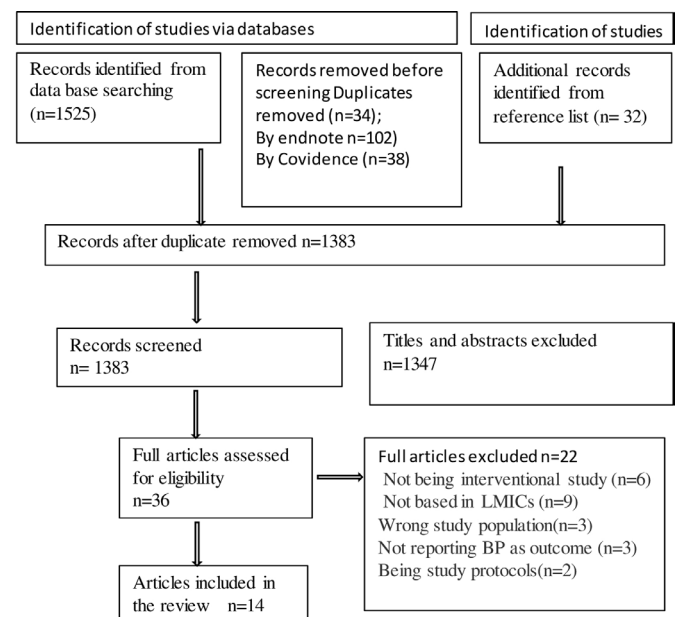 Identification of studies via databases
Identification of studies
Records identified from
data base searching
(n=1525)
Records removed before
screening Duplicates
removed (n=34);
By endnote n=102)
By Covidence (n=38)
Additional records
identified from
reference list (n= 32)
Records after duplicate removed n=1383
Records screened
n= 1383
Titles and abstracts excluded
n=1347
Full articles assessed
for eligibility
n=36
Full articles excluded n=22
Not being interventional study (n=6)
Not based in LMICs (n=9)
Wrong study population(n=3)
Not reporting BP as outcome (n=3)
Being study protocols(n=2)
Articles included in
the review n=14